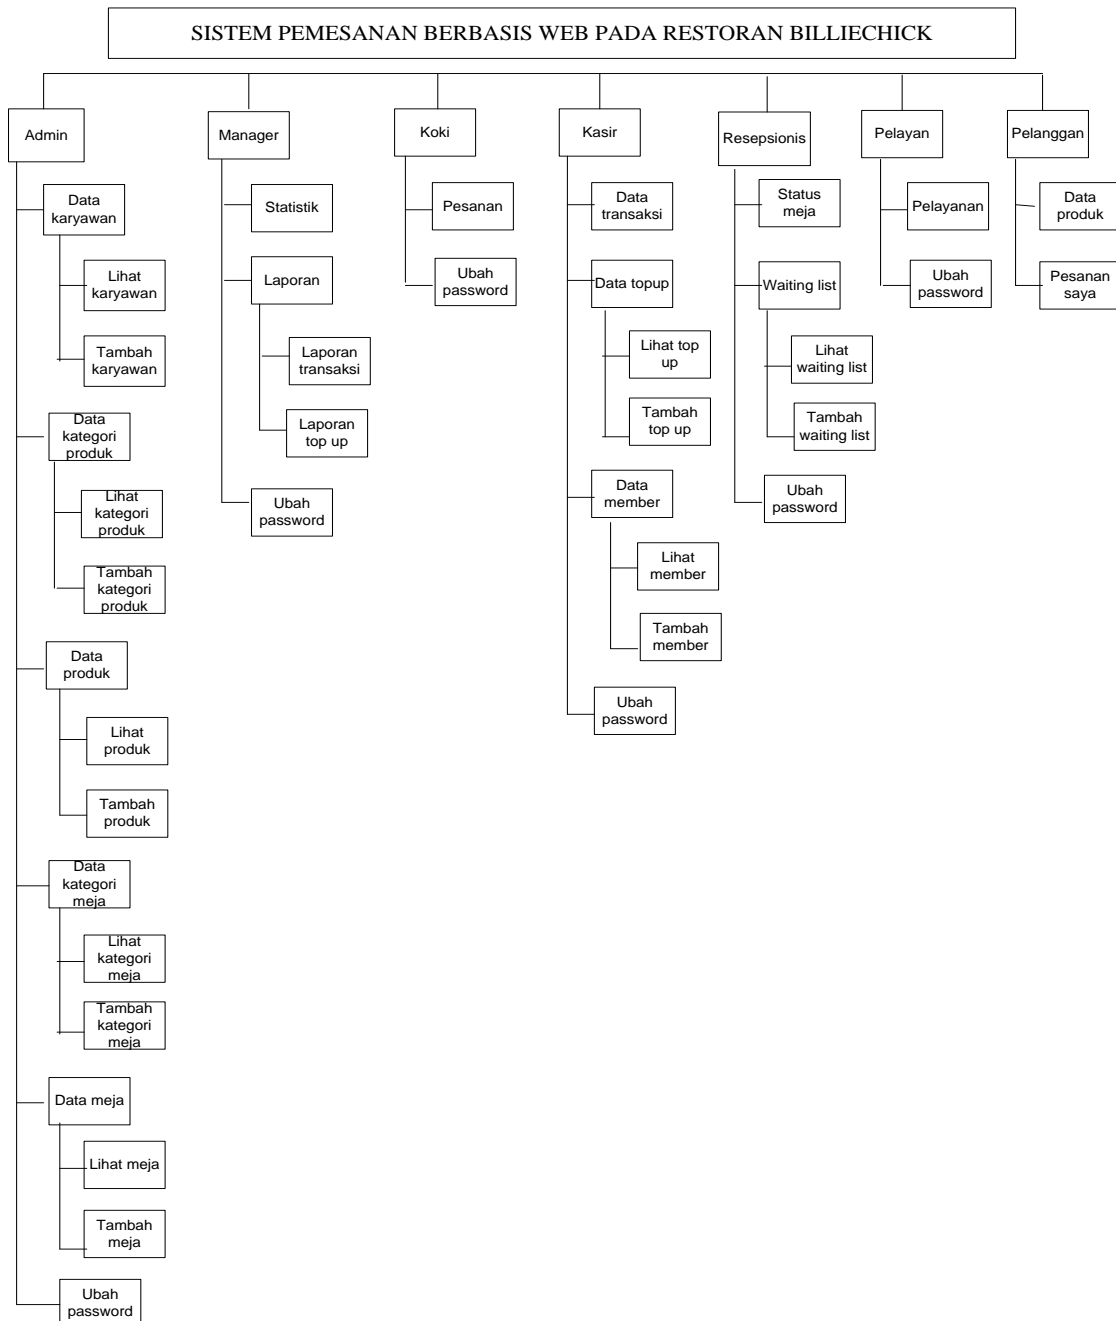 SISTEM PEMESANAN BERBASIS WEB PADA RESTORAN BILLIECHICK
Admin
Data
karyawan
Lihat
karyawan
Tambah
karyawan
Data
kategori
produk
Lihat
kategori
produk
Tambah
kategori
produk
Data
produk
Lihat
produk
Tambah
produk
Data
kategori
meja
Lihat
kategori
meja
Tambah
kategori
meja
Data meja
Lihat meja
Tambah
meja
Ubah
password
Manager
Statistik
Laporan
Laporan
transaksi
Laporan
top up
Ubah
password
Koki
Pesanan
Ubah
password
Kasir
Data
transaksi
Data topup
Lihat top
up
Tambah
top up
Data
member
Lihat
member
Tambah
member
Ubah
password
Resepsionis
Status
meja
Waiting list
Lihat
waiting list
Tambah
waiting list
Ubah
password
Pelayan
Pelayanan
Ubah
password
Pelanggan
Data
produk
Pesanan
saya